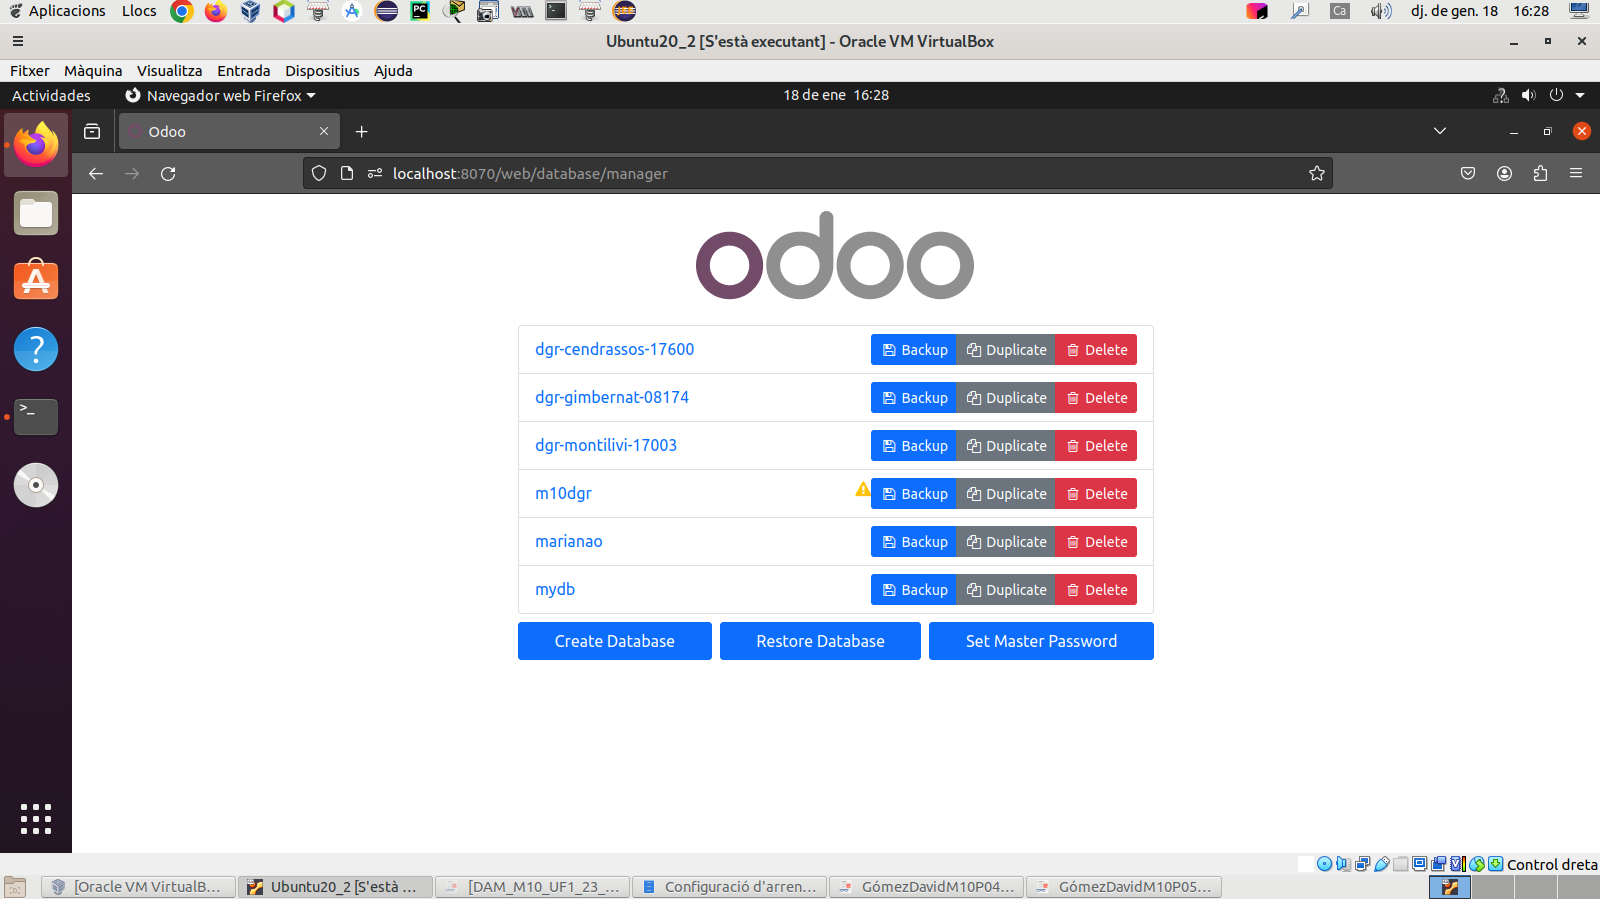 Aplicacions Llocs Ca dj. de gen. 18 16:28
Ubuntu20_2 [S'està executant] - Oracle VM VirtualBox
Fitxer Màquina Visualitza Entrada Dispositius Ajuda
Actividades Navegador web Firefox 18 de ene 16:28
Odoo
localhost:8070/web/database/manager
odoo
dgr-cendrassos-17600 Backup Duplicate Delete
dgr-gimbernat-08174 Backup Duplicate Delete
dgr-montilivi-17003 Backup Duplicate Delete
m10dgr Backup Duplicate Delete
marianao Backup Duplicate Delete
mydb Backup Duplicate Delete
Create Database Restore Database Set Master Password
Control dreta
[Oracle VM VirtualB... Ubuntu20_2 [S'està ... [DAM_M10_UF1_23_... Configuració d'arren... GómezDavidM10P04... GómezDavidM10P05...